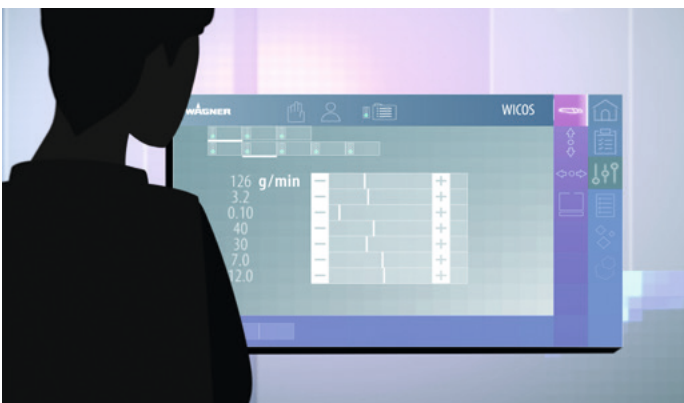 WAGNER WICOS
126 g/min − +
3.2 − +
0.10 − +
40 − +
30 − +
7.0 − +
12.0 − +